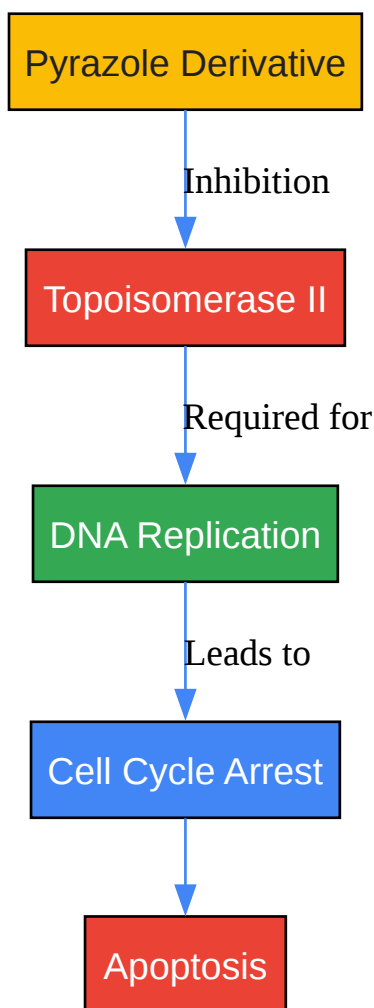 Pyrazole Derivative
Inhibition
Topoisomerase II
Required for
DNA Replication
Leads to
Cell Cycle Arrest
Apoptosis